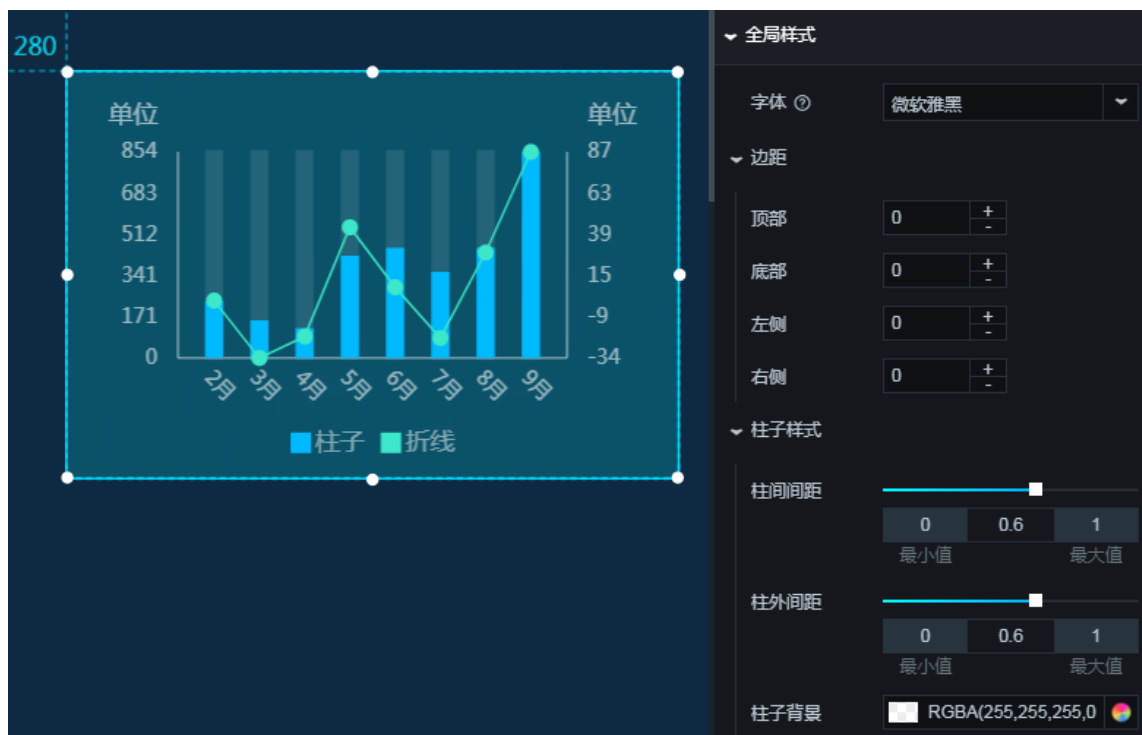 280
单位 单位
854 87
683 63
512 39
341 15
171 -9
0 -34
2月 3月 4月 5月 6月 7月 8月 9月
柱子 折线
全局样式
字体 ? 微软雅黑
边距
顶部 0 + -
底部 0 + -
左侧 0 + -
右侧 0 + -
柱子样式
柱间间距
0 0.6 1
最小值 最大值
柱外间距
0 0.6 1
最小值 最大值
柱子背景 RGBA(255,255,255,0